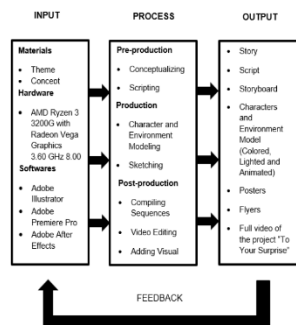 INPUT
Materials
• Theme
• Concept
Hardware
• AMD Ryzen 3
3200G with
Radeon Vega
Graphics
3.60 GHz 8.00
Softwares
• Adobe
Illustrator
• Adobe
Premiere Pro
• Adobe After
Effects
PROCESS
Pre-production
• Conceptualizing
• Scripting
Production
• Character and
Environment
Modeling
• Sketching
Post-production
• Compiling
Sequences
• Video Editing
• Adding Visual
OUTPUT
• Story
• Script
• Storyboard
• Characters
and
Environment
Model
(Colored,
Lighted and
Animated)
• Posters
• Flyers
• Full video of
the project "To
Your Surprise"
FEEDBACK